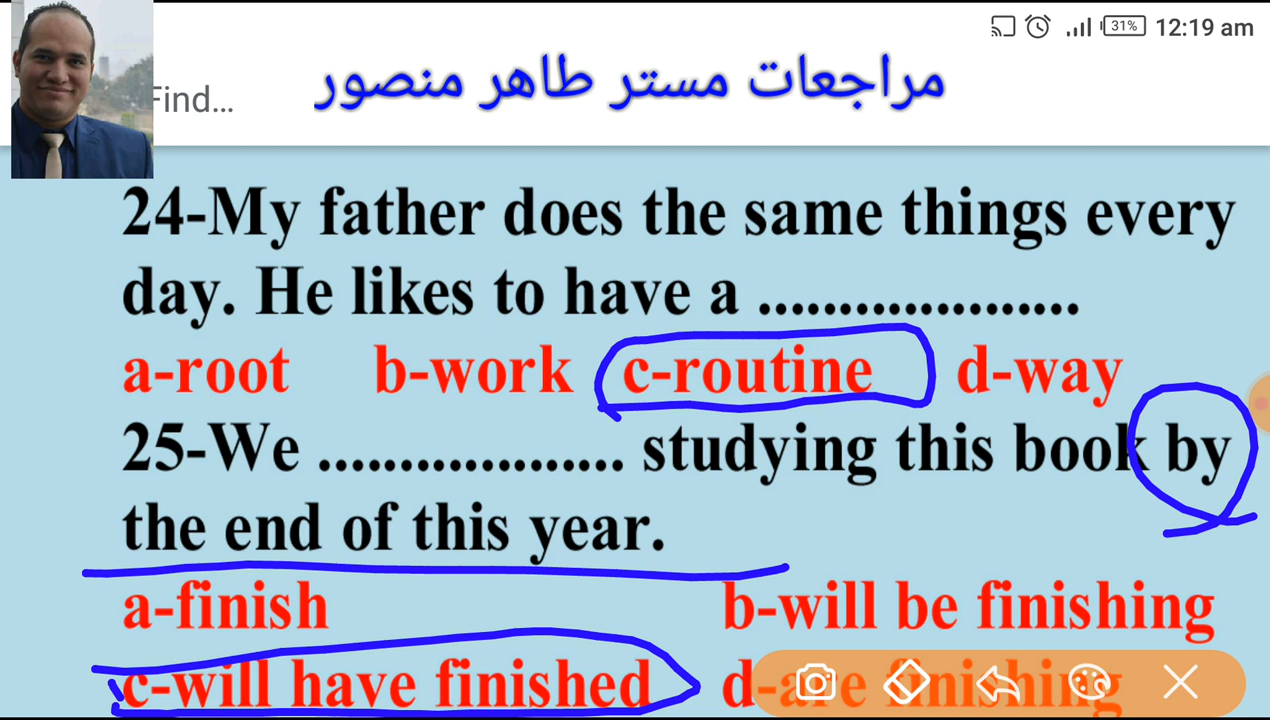 31% 12:19 am
Find...
مراجعات مستر طاهر منصور
24-My father does the same things every
day. He likes to have a ....................
a-root b-work c-routine d-way
25-We ................... studying this book by
the end of this year.
a-finish b-will be finishing
c-will have finished d-are finishing